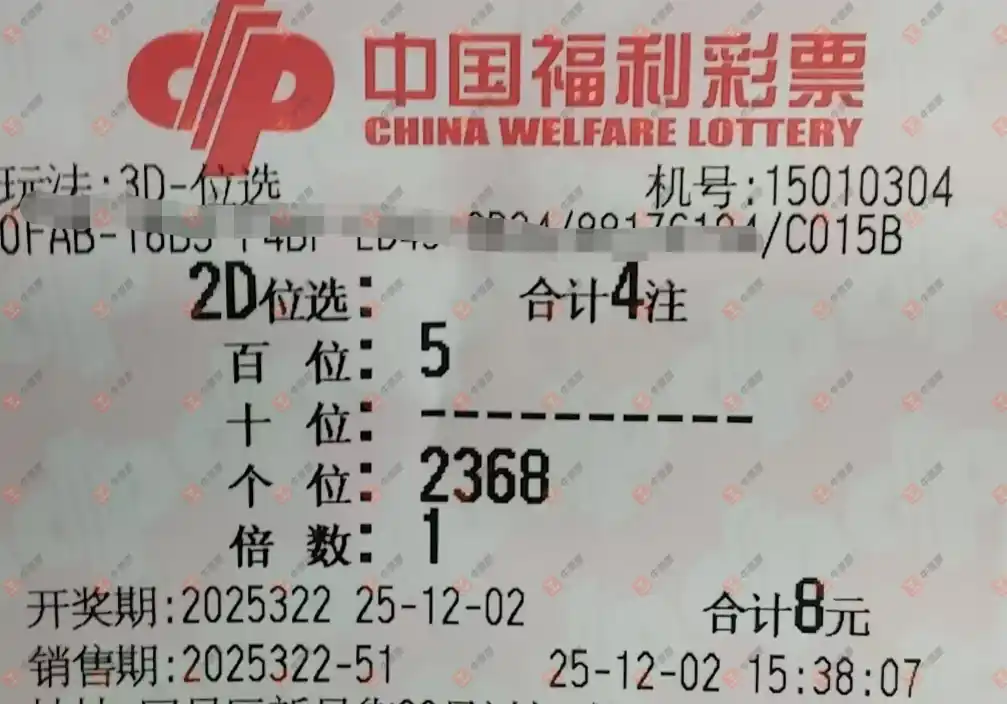 中国福利彩票
CHINA WELFARE LOTTERY
玩法:3D-位选 机号:15010304
/C015B
2D位选: 合计4注
百 位: 5
十 位: ----------
个 位: 2368
倍 数: 1
开奖期:2025322 25-12-02 合计8元
销售期:2025322-51 25-12-02 15:38:07